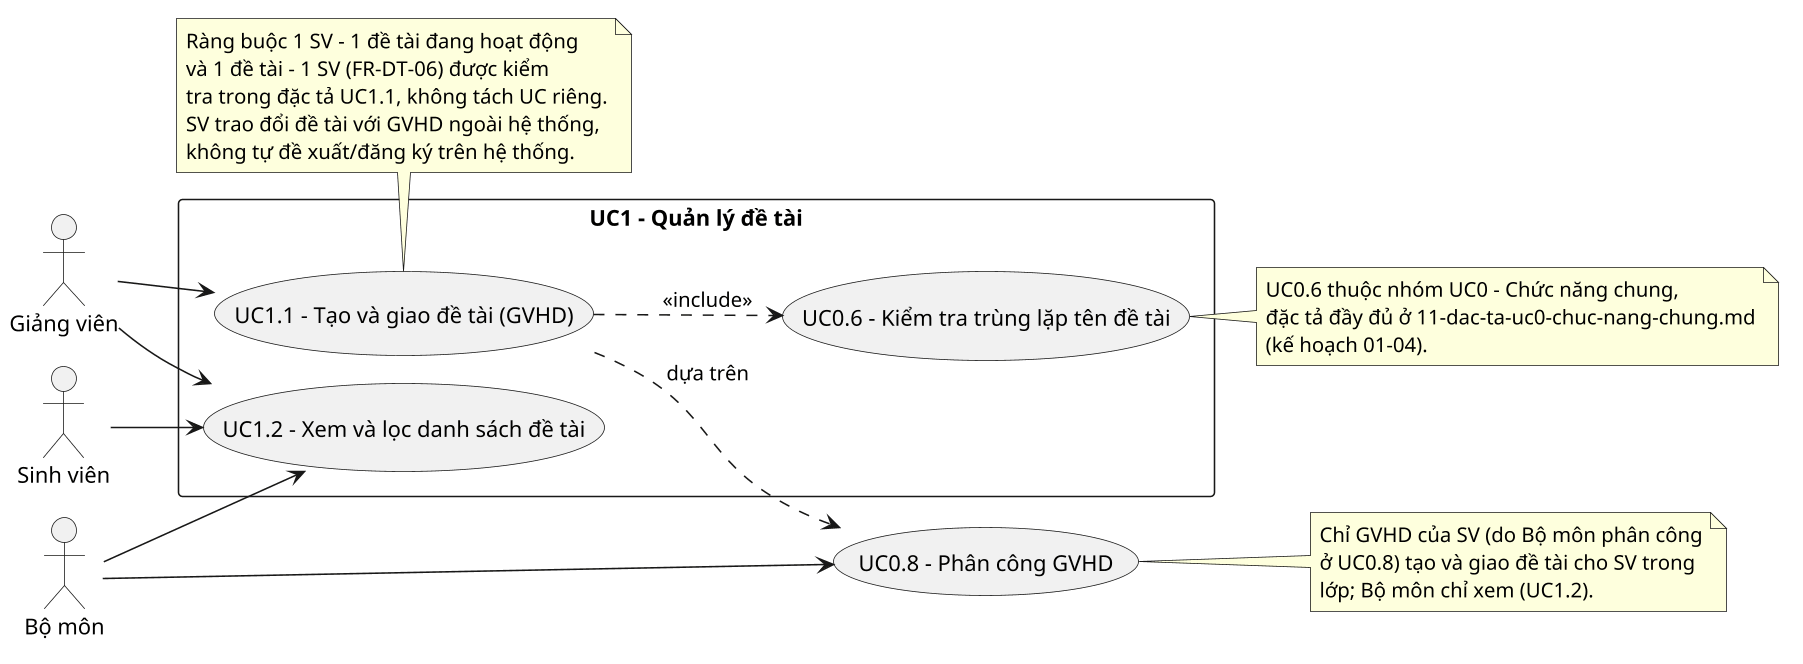 Ràng buộc 1 SV - 1 đề tài đang hoạt động
và 1 đề tài - 1 SV (FR-DT-06) được kiểm
tra trong đặc tả UC1.1, không tách UC riêng.
SV trao đổi đề tài với GVHD ngoài hệ thống,
không tự đề xuất/đăng ký trên hệ thống.
UC1 - Quản lý đề tài
Giảng viên
UC1.1 - Tạo và giao đề tài (GVHD)
«include»
UC0.6 - Kiểm tra trùng lặp tên đề tài
UC0.6 thuộc nhóm UC0 - Chức năng chung,
đặc tả đầy đủ ở 11-dac-ta-uc0-chuc-nang-chung.md
(kế hoạch 01-04).
dựa trên
Sinh viên
UC1.2 - Xem và lọc danh sách đề tài
Bộ môn
UC0.8 - Phân công GVHD
Chỉ GVHD của SV (do Bộ môn phân công
ở UC0.8) tạo và giao đề tài cho SV trong
lớp; Bộ môn chỉ xem (UC1.2).